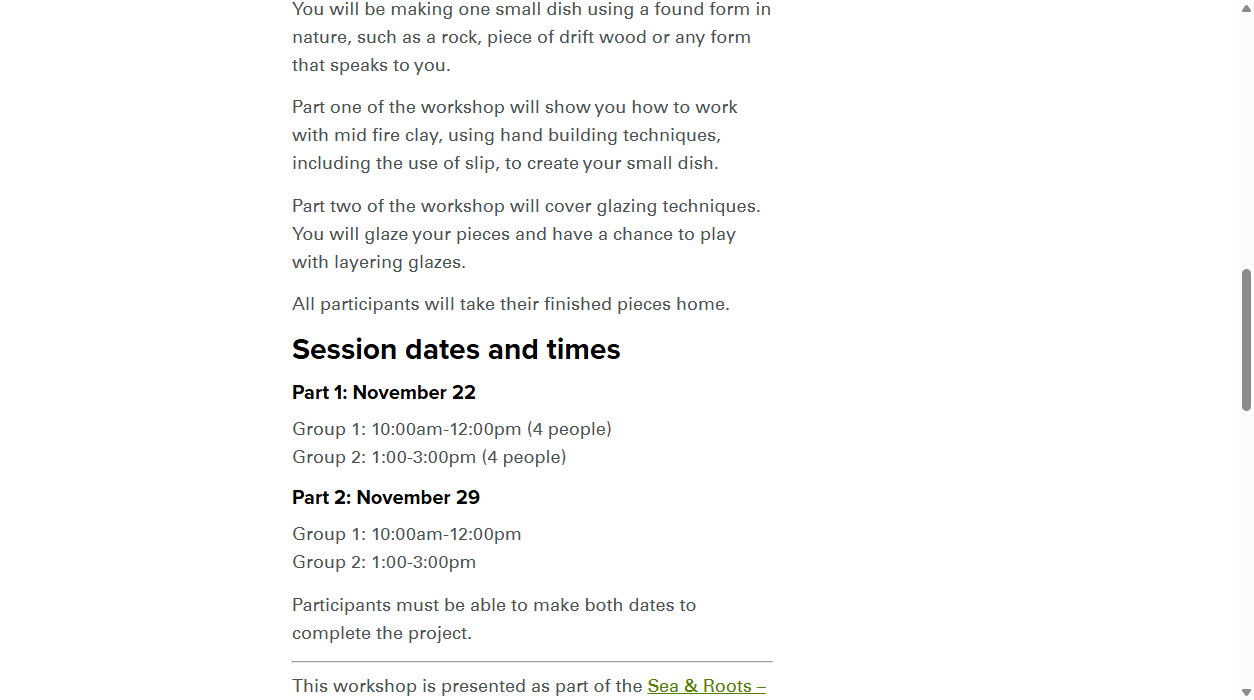 You will be making one small dish using a found form in
nature, such as a rock, piece of drift wood or any form
that speaks to you.
Part one of the workshop will show you how to work
with mid fire clay, using hand building techniques,
including the use of slip, to create your small dish.
Part two of the workshop will cover glazing techniques.
You will glaze your pieces and have a chance to play
with layering glazes.
All participants will take their finished pieces home.
Session dates and times
Part 1: November 22
Group 1: 10:00am-12:00pm (4 people)
Group 2: 1:00-3:00pm (4 people)
Part 2: November 29
Group 1: 10:00am-12:00pm
Group 2: 1:00-3:00pm
Participants must be able to make both dates to
complete the project.
This workshop is presented as part of the Sea & Roots –